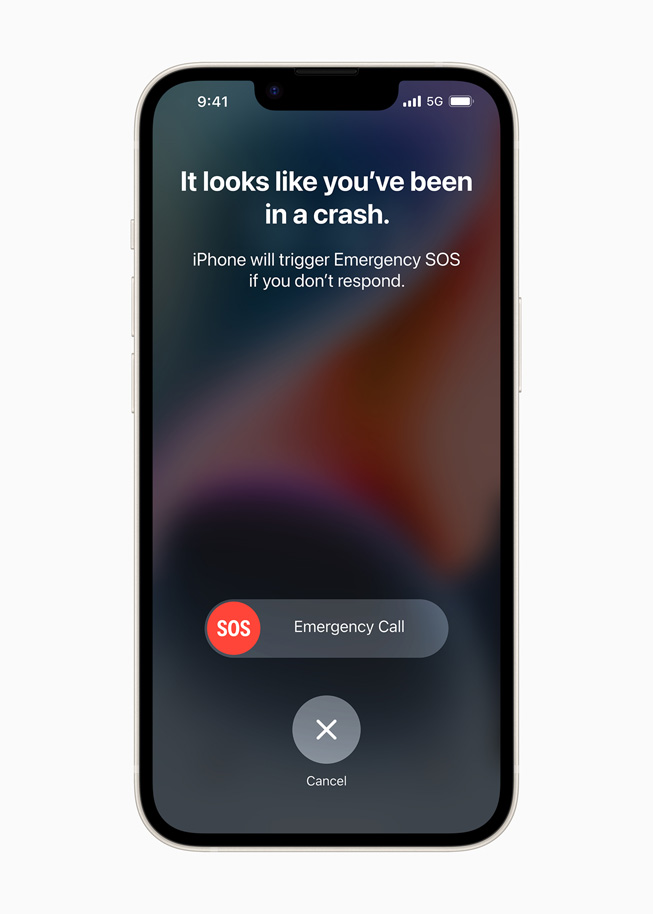 9:41
5G
It looks like you’ve been
in a crash.
iPhone will trigger Emergency SOS
if you don’t respond.
SOS
Emergency Call
Cancel